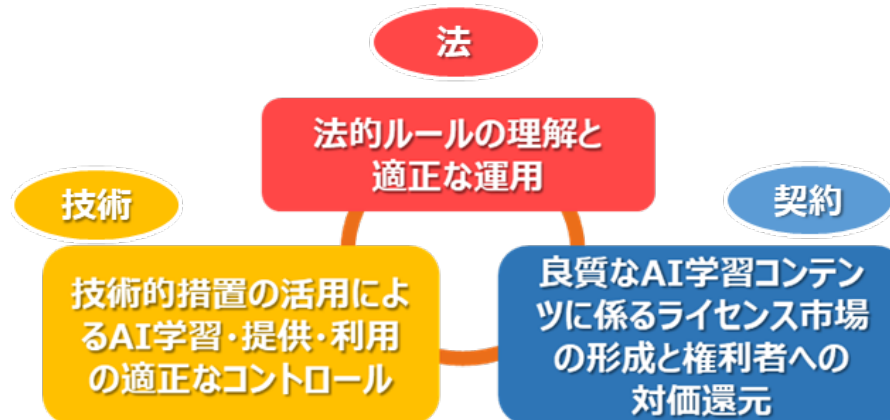 法
法的ルールの理解と
適正な運用
技術
契約
技術的措置の活用によ
るAI学習・提供・利用
の適正なコントロール
良質なAI学習コンテン
ツに係るライセンス市場
の形成と権利者への
対価還元